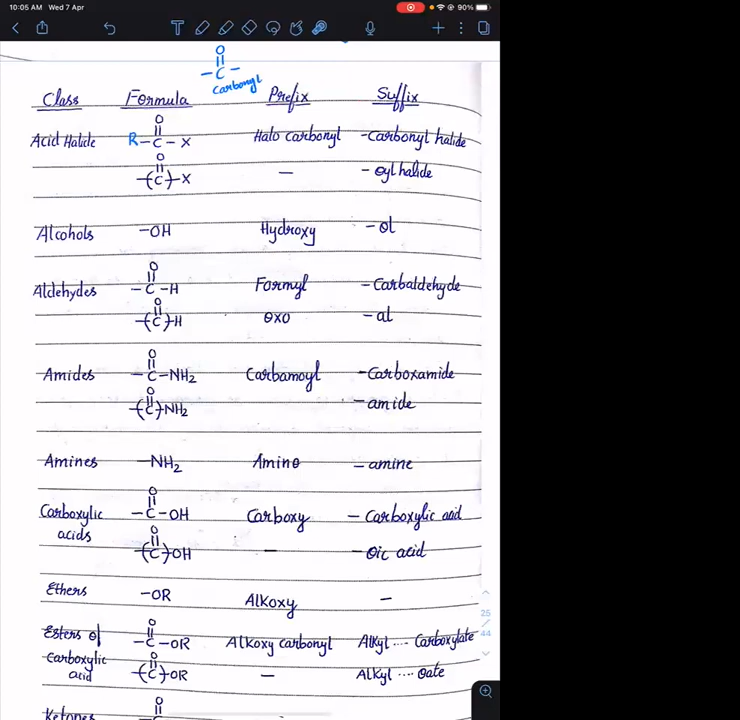 10:05 AM Wed 7 Apr 90%
T
O
– C –
Carbonyl
Class Formula Prefix Suffix
O
Acid Halide R–C–X Halo carbonyl -Carbonyl halide
O
-(C)-X — - oyl halide
Alcohols -OH Hydroxy -ol
O
Aldehydes -C-H Formyl -Carbaldehyde
O
-(C)-H oxo -al
O
Amides -C-NH2 Carbamoyl -Carboxamide
O
-(C)-NH2 -amide
Amines -NH2 Amino -amine
O
Carboxylic -C-OH Carboxy - Carboxylic acid
O
acids -(C)-OH — - Oic acid
Ethers -OR Alkoxy —
O
Esters of -C-OR Alkoxy carbonyl Alkyl .... Carboxylate
O
Carboxylic acid -(C)-OR — Alkyl .... Oate
O
Ketones
25
44